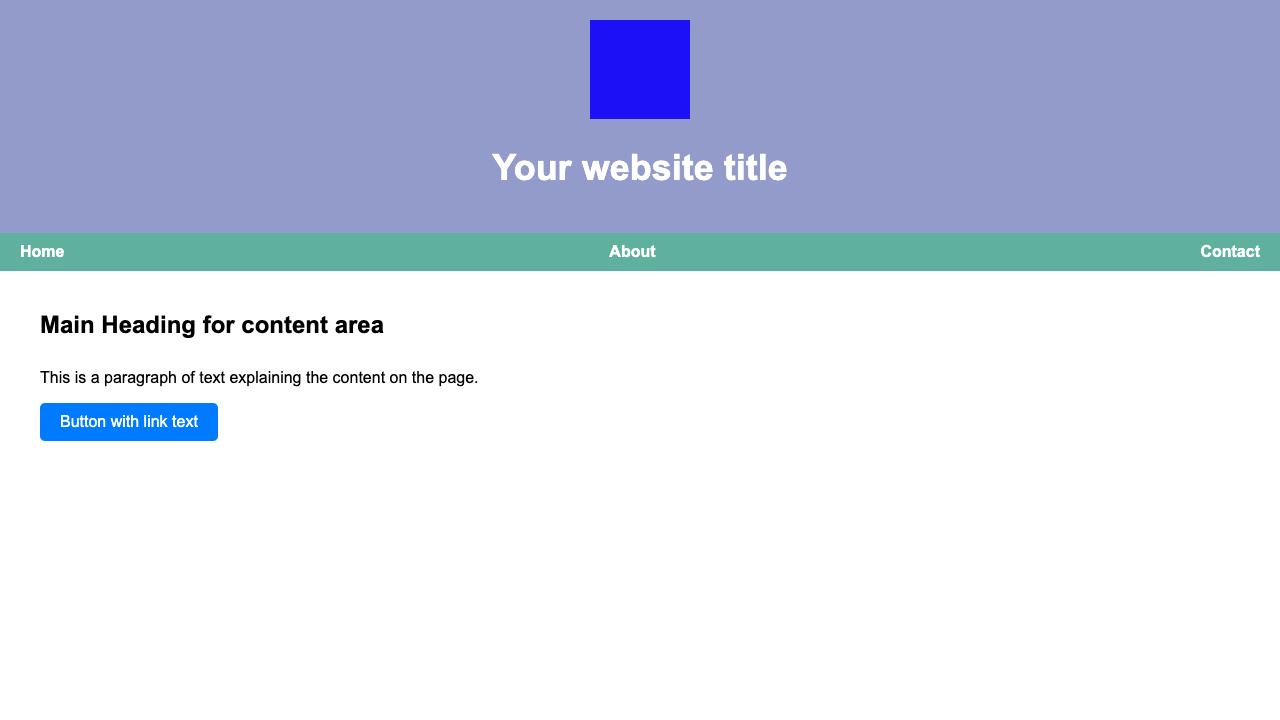 Your website title
Home About Contact
Main Heading for content area
This is a paragraph of text explaining the content on the page.
Button with link text